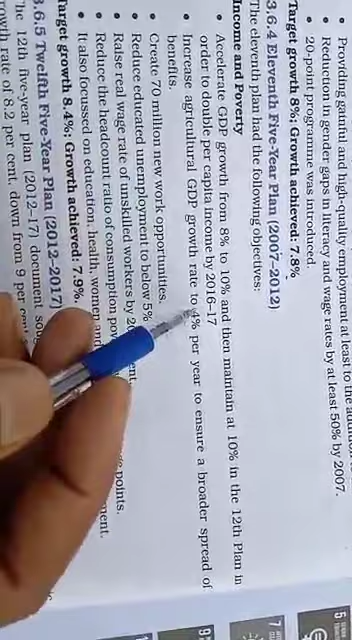 Providing gainful and high-quality employment at least to the
• Reduction in gender gaps in literacy and wage rates by at least 50% by 2007.
• 20-point programme was introduced.
Target growth 8%; Growth achieved: 7.8%
3.6.4 Eleventh Five-Year Plan (2007–2012)
The eleventh plan had the following objectives:
Income and Poverty
• Accelerate GDP growth from 8% to 10% and then maintain at 10% in the 12th Plan in
order to double per capita income by 2016-17
• Increase agricultural GDP growth rate to 4% per year to ensure a broader spread of
benefits.
• Create 70 million new work opportunities.
• Reduce educated unemployment to below 5%
• Raise real wage rate of unskilled workers by
• Reduce the headcount ratio of consumption points.
• It also focussed on education, health, women and
Target growth 8.4%; Growth achieved: 7.9%
3.6.5 Twelfth Five-Year Plan (2012-2017)
The 12th five-year plan (2012–17) document
growth rate of 8.2 per cent, down from 9 per